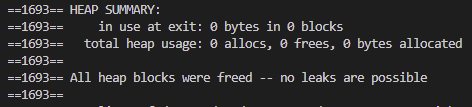 ==1693== HEAP SUMMARY:
==1693==     in use at exit: 0 bytes in 0 blocks
==1693==   total heap usage: 0 allocs, 0 frees, 0 bytes allocated
==1693==
==1693== All heap blocks were freed -- no leaks are possible
==1693==